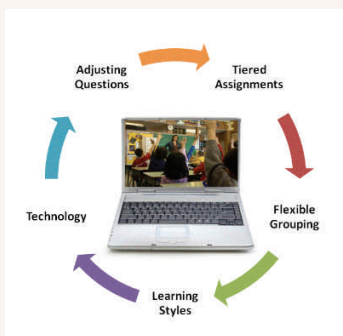 Adjusting
Questions
Tiered
Assignments
Flexible
Grouping
Learning
Styles
Technology